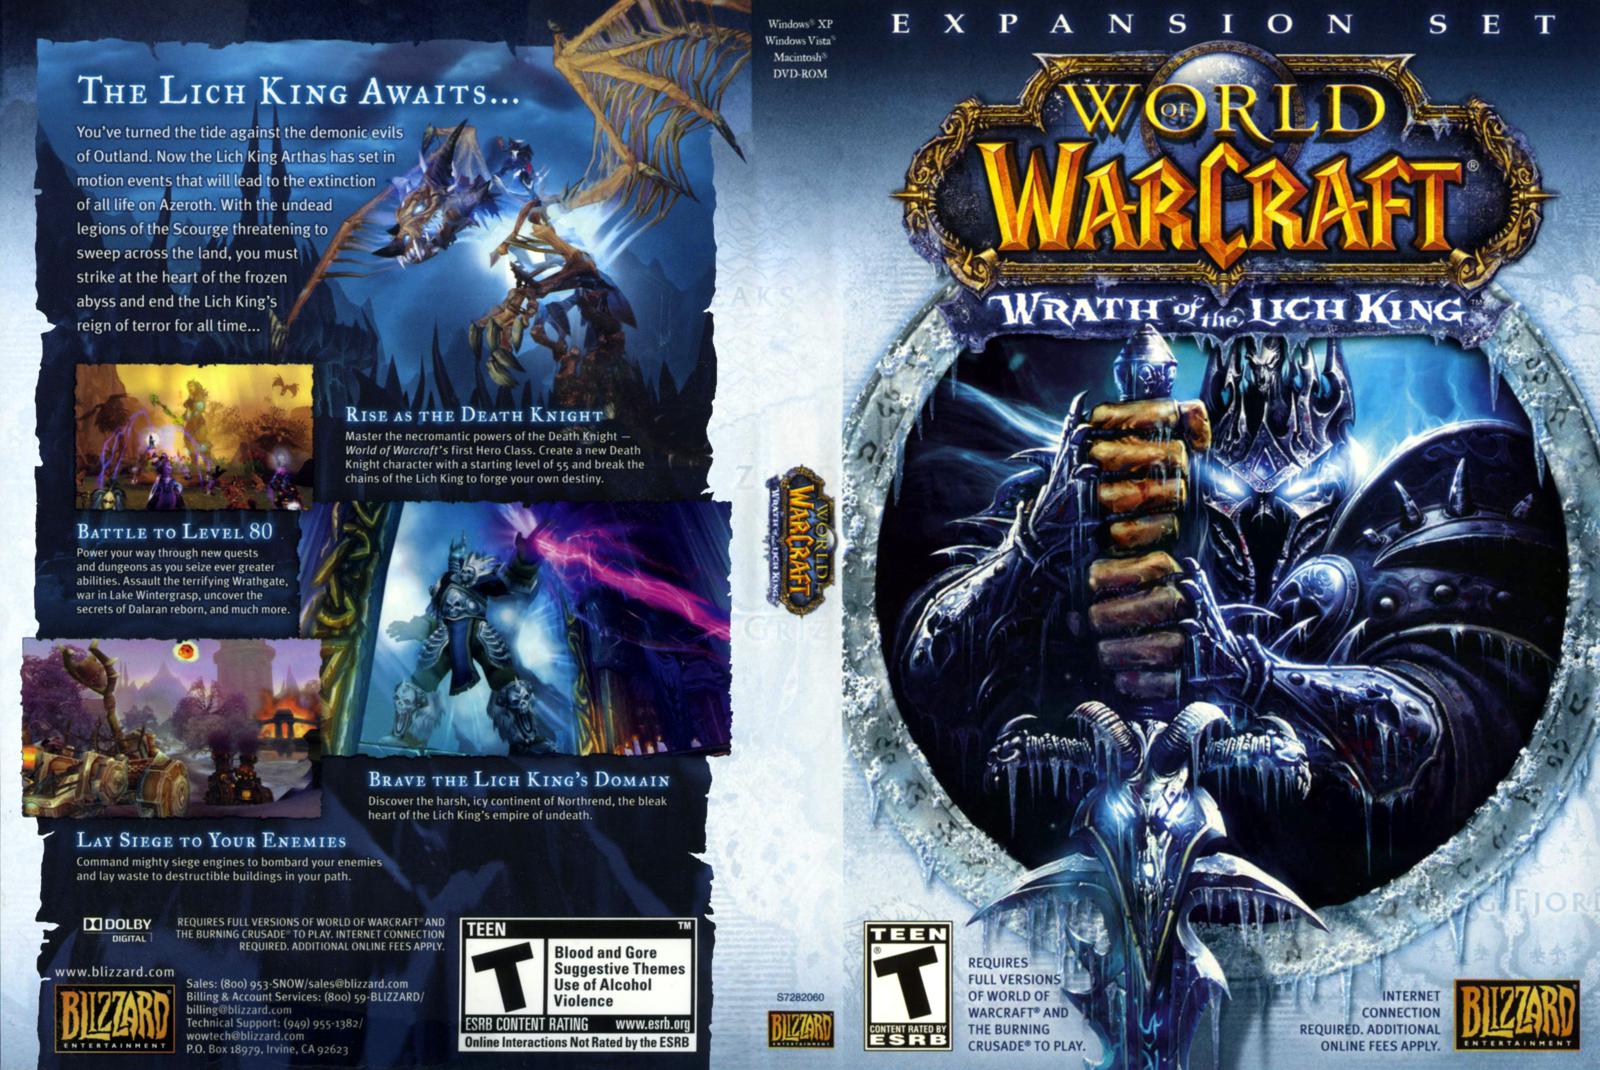 THE LICH KING AWAITS...
You've turned the tide against the demonic evils
of Outland. Now the Lich King Arthas has set in
motion events that will lead to the extinction
of all life on Azeroth. With the undead
legions of the Scourge threatening to
sweep across the land, you must
strike at the heart of the frozen
abyss and end the Lich King's
reign of terror for all time...
RISE AS THE DEATH KNIGHT
Master the necromantic powers of the Death Knight —
World of Warcraft's first Hero Class. Create a new Death
Knight character with a starting level of 55 and break the
chains of the Lich King to forge your own destiny.
BATTLE TO LEVEL 80
Power your way through new quests
and dungeons as you seize ever greater
abilities. Assault the terrifying Wrathgate,
war in Lake Wintergrasp, uncover the
secrets of Dalaran reborn, and much more.
BRAVE THE LICH KING'S DOMAIN
Discover the harsh, icy continent of Northrend, the bleak
heart of the Lich King's empire of undeath.
LAY SIEGE TO YOUR ENEMIES
Command mighty siege engines to bombard your enemies
and lay waste to destructible buildings in your path.
DOLBY
DIGITAL
REQUIRES FULL VERSIONS OF WORLD OF WARCRAFT® AND
THE BURNING CRUSADE® TO PLAY. INTERNET CONNECTION
REQUIRED. ADDITIONAL ONLINE FEES APPLY.
www.blizzard.com
BLIZZARD
ENTERTAINMENT
Sales: (800) 953-SNOW/sales@blizzard.com
Billing & Account Services: (800) 59-BLIZZARD/
billing@blizzard.com
Technical Support: (949) 955-1382/
wowtech@blizzard.com
P.O. Box 18979, Irvine, CA 92623
TEEN ™
T
Blood and Gore
Suggestive Themes
Use of Alcohol
Violence
ESRB CONTENT RATING www.esrb.org
Online Interactions Not Rated by the ESRB
Windows® XP
Windows Vista®
Macintosh®
DVD-ROM
WORLD OF
WARCRAFT
WRATH of the LICH KING
S7282060
BLIZZARD
ENTERTAINMENT
EXPANSION SET
WORLD OF
WARCRAFT®
WRATH of the LICH KING™
TEEN
T®
CONTENT RATED BY
ESRB
REQUIRES
FULL VERSIONS
OF WORLD OF
WARCRAFT® AND
THE BURNING
CRUSADE® TO PLAY.
INTERNET
CONNECTION
REQUIRED. ADDITIONAL
ONLINE FEES APPLY.
BLIZZARD®
ENTERTAINMENT